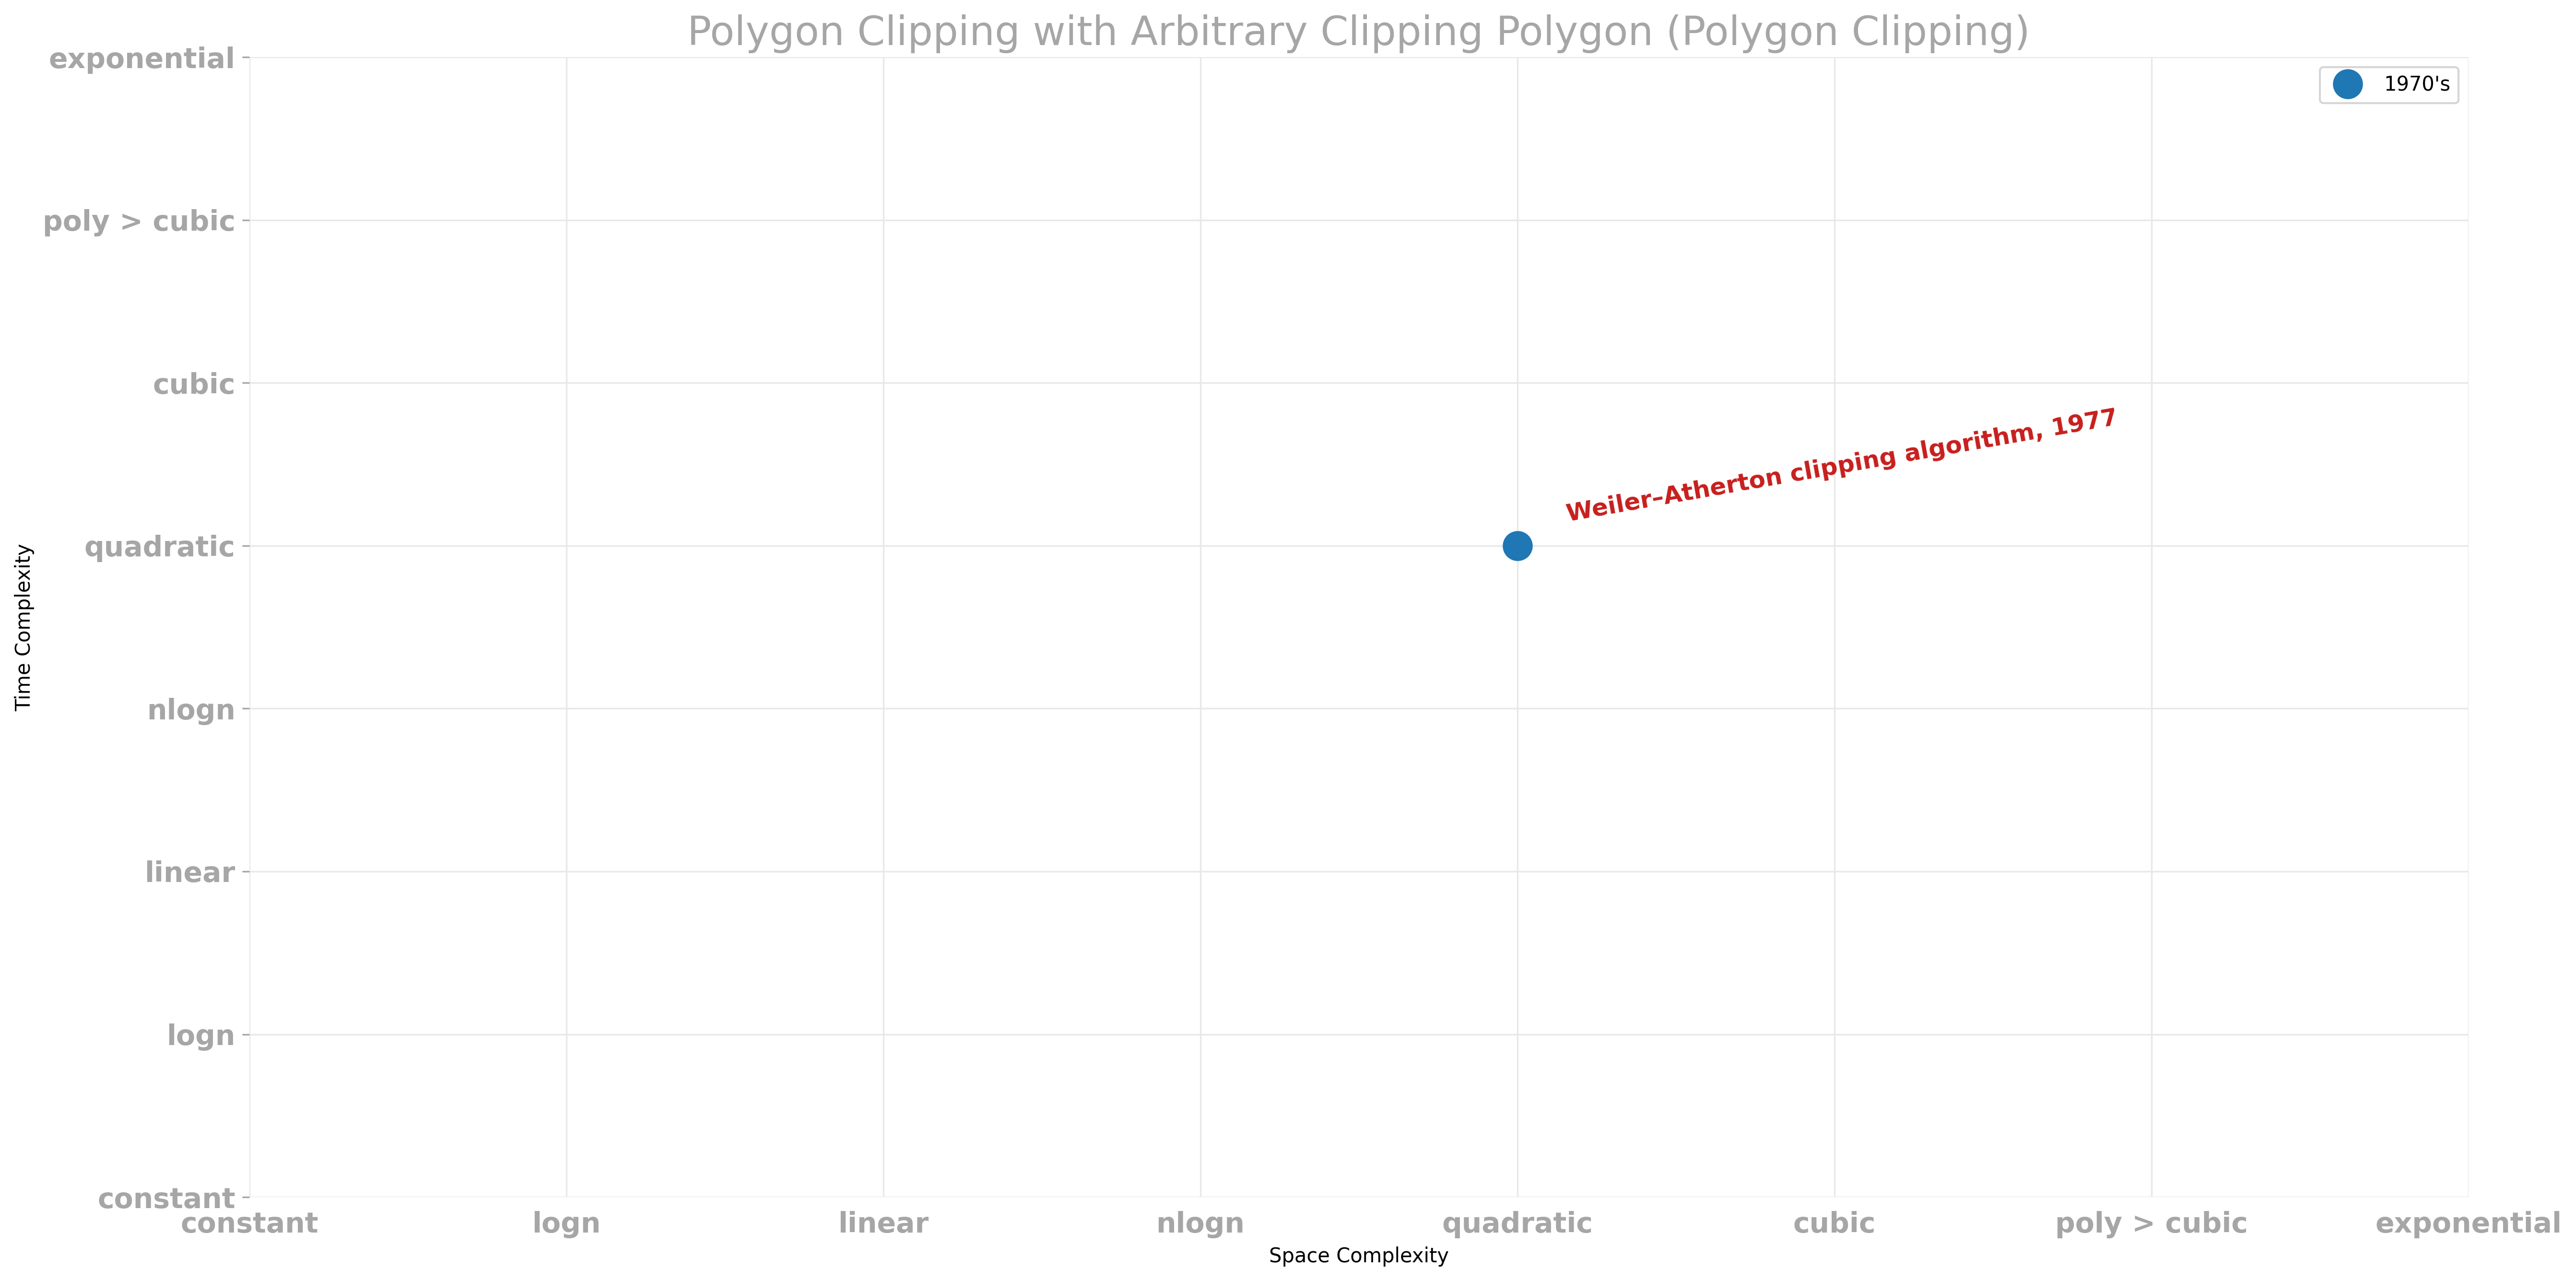 Polygon Clipping with Arbitrary Clipping Polygon (Polygon Clipping)
1970's
exponential
poly > cubic
cubic
quadratic
nlogn
linear
logn
constant
Time Complexity
Weiler–Atherton clipping algorithm, 1977
constant logn linear nlogn quadratic cubic poly > cubic exponential
Space Complexity